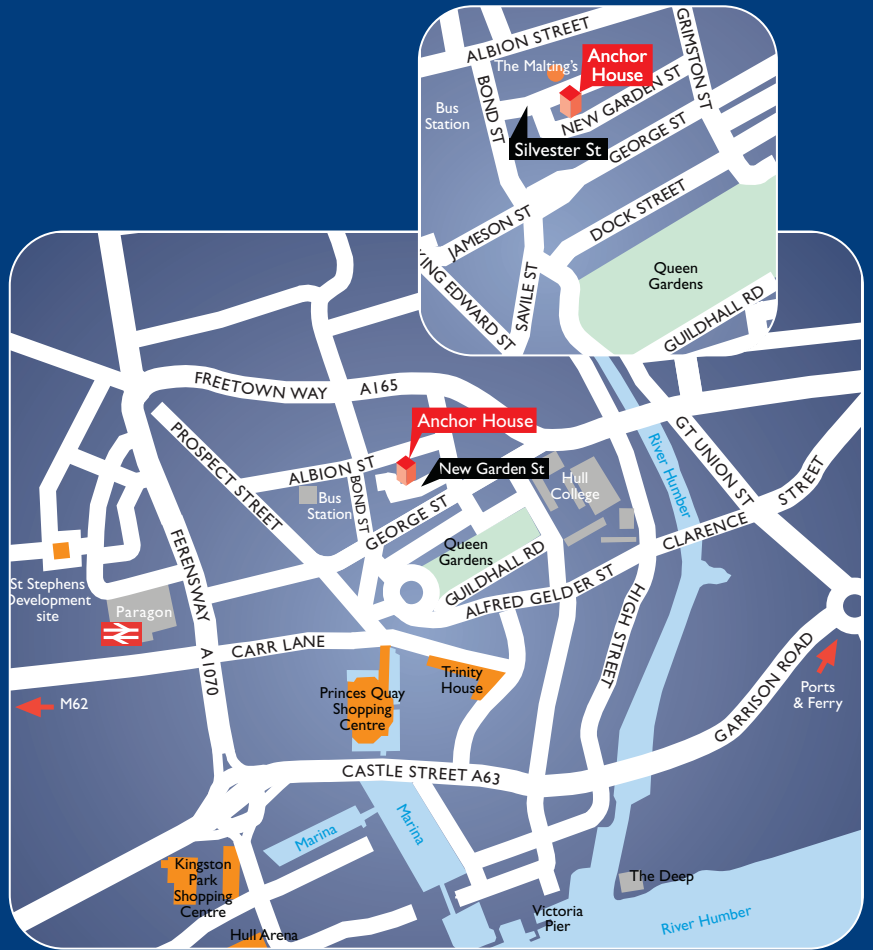 ALBION STREET
GRIMSTON ST
The Malting's
Anchor
House
BOND ST
Bus
Station
NEW GARDEN ST
Silvester St
GEORGE ST
JAMESON ST
DOCK STREET
KING EDWARD ST
SAVILE ST
Queen
Gardens
GUILDHALL RD
FREETOWN WAY
A165
PROSPECT STREET
Anchor House
ALBION ST
New Garden St
Bus
Station
BOND ST
GEORGE ST
Hull
College
River Humber
GT UNION ST
CLARENCE STREET
Queen
Gardens
GUILDHALL RD
ALFRED GELDER ST
HIGH STREET
FERENSWAY
A1070
St Stephens
Development
site
Paragon
CARR LANE
M62
Princes Quay
Shopping
Centre
Trinity
House
GARRISON ROAD
Ports
& Ferry
CASTLE STREET A63
Marina
Marina
Kingston
Park
Shopping
Centre
Hull Arena
The Deep
Victoria
Pier
River Humber